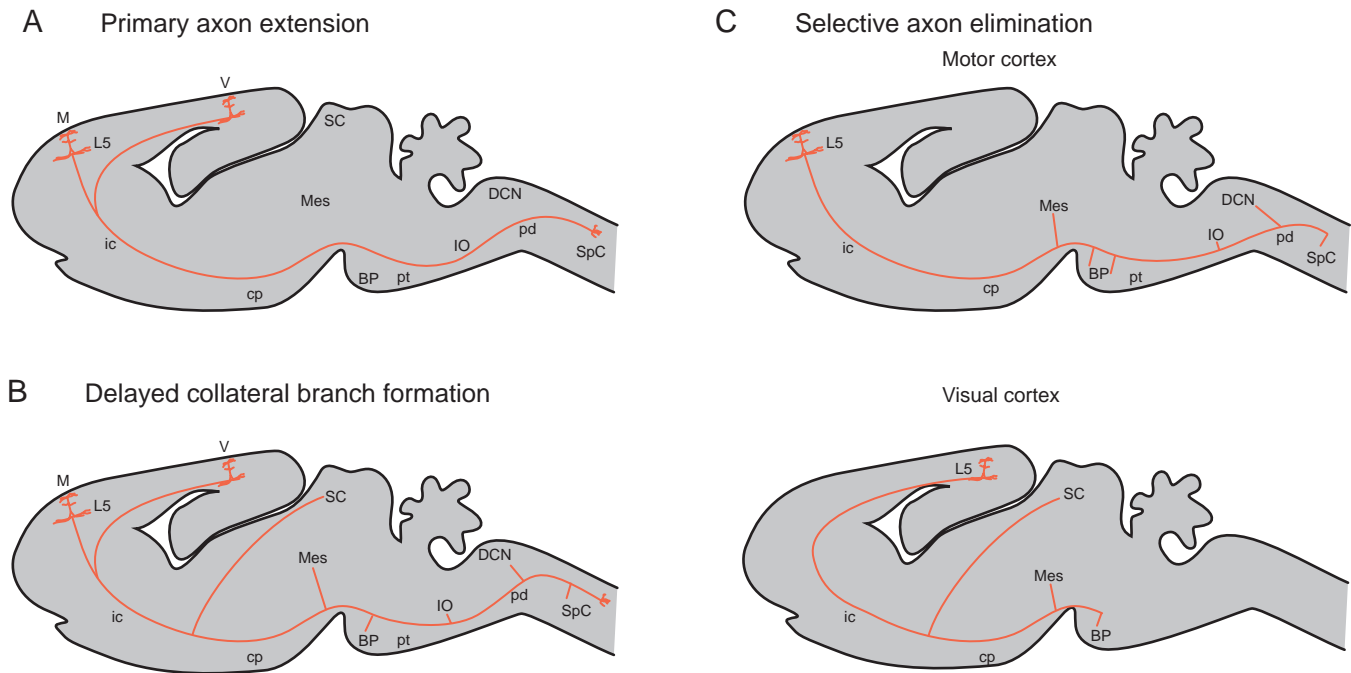 A Primary axon extension
V
M
L5
SC
Mes
DCN
ic
IO
pd
SpC
BP
pt
cp
B Delayed collateral branch formation
V
M
L5
SC
Mes
DCN
ic
IO
pd
SpC
BP
pt
cp
C Selective axon elimination
Motor cortex
L5
Mes
DCN
ic
IO
pd
SpC
BP
pt
cp
Visual cortex
L5
SC
Mes
ic
BP
cp